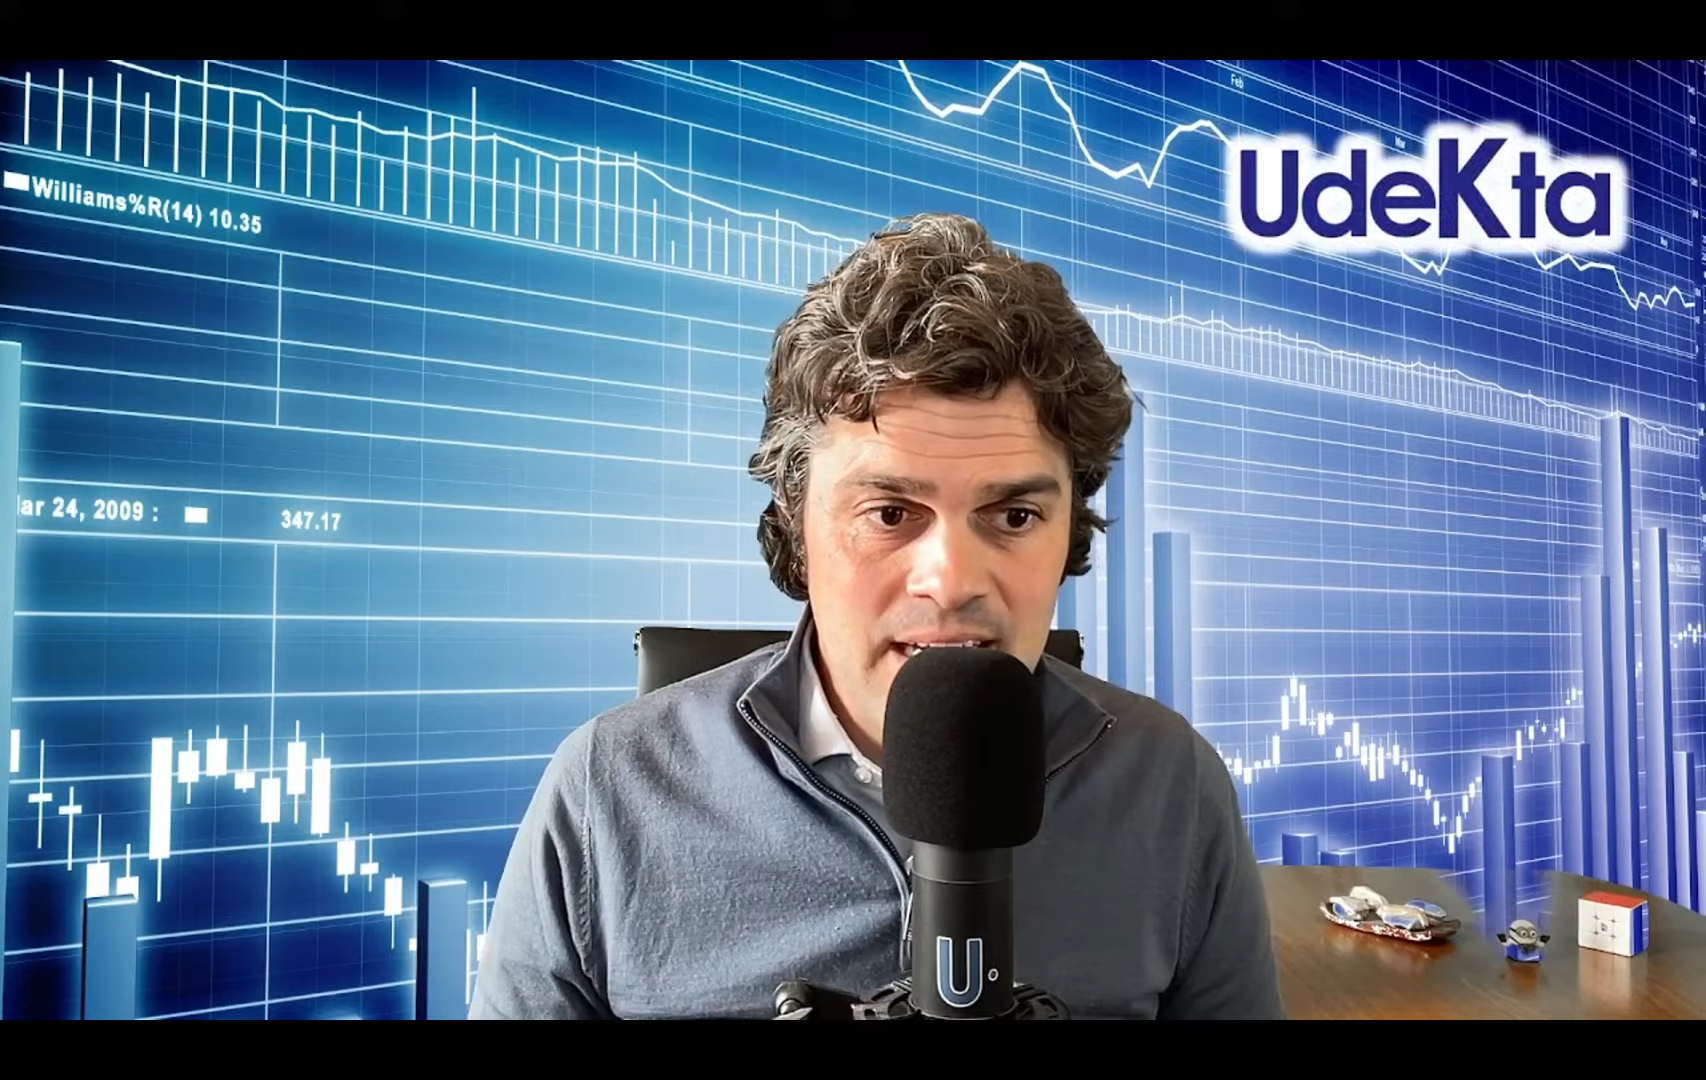 Feb
UdeKta
Williams%R(14) 10.35
ar 24, 2009 :
347.17
U